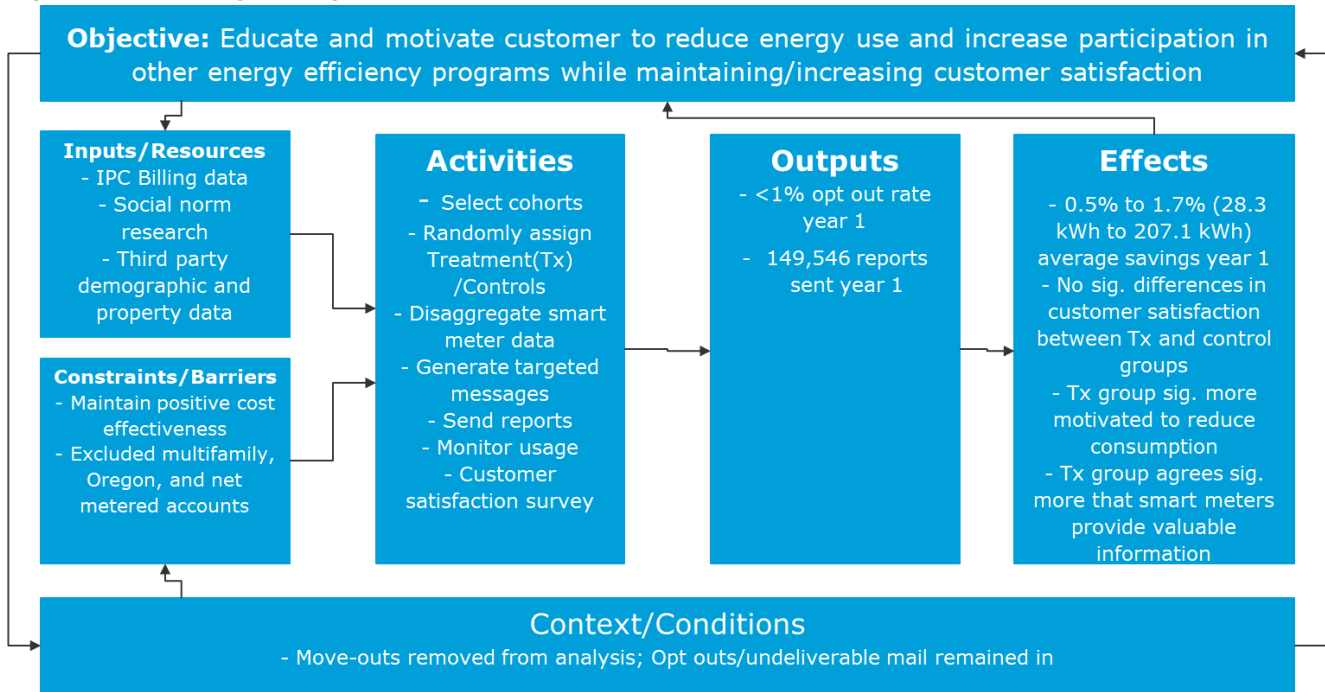 Objective: Educate and motivate customer to reduce energy use and increase participation in
other energy efficiency programs while maintaining/increasing customer satisfaction
Inputs/Resources
- IPC Billing data
- Social norm
research
- Third party
demographic and
property data
Constraints/Barriers
- Maintain positive cost
effectiveness
- Excluded multifamily,
Oregon, and net
metered accounts
Activities
- Select cohorts
- Randomly assign
Treatment(Tx)
/Controls
- Disaggregate smart
meter data
- Generate targeted
messages
- Send reports
- Monitor usage
- Customer
satisfaction survey
Outputs
- <1% opt out rate
year 1
- 149,546 reports
sent year 1
Effects
- 0.5% to 1.7% (28.3
kWh to 207.1 kWh)
average savings year 1
- No sig. differences in
customer satisfaction
between Tx and control
groups
- Tx group sig. more
motivated to reduce
consumption
- Tx group agrees sig.
more that smart meters
provide valuable
information
Context/Conditions
- Move-outs removed from analysis; Opt outs/undeliverable mail remained in